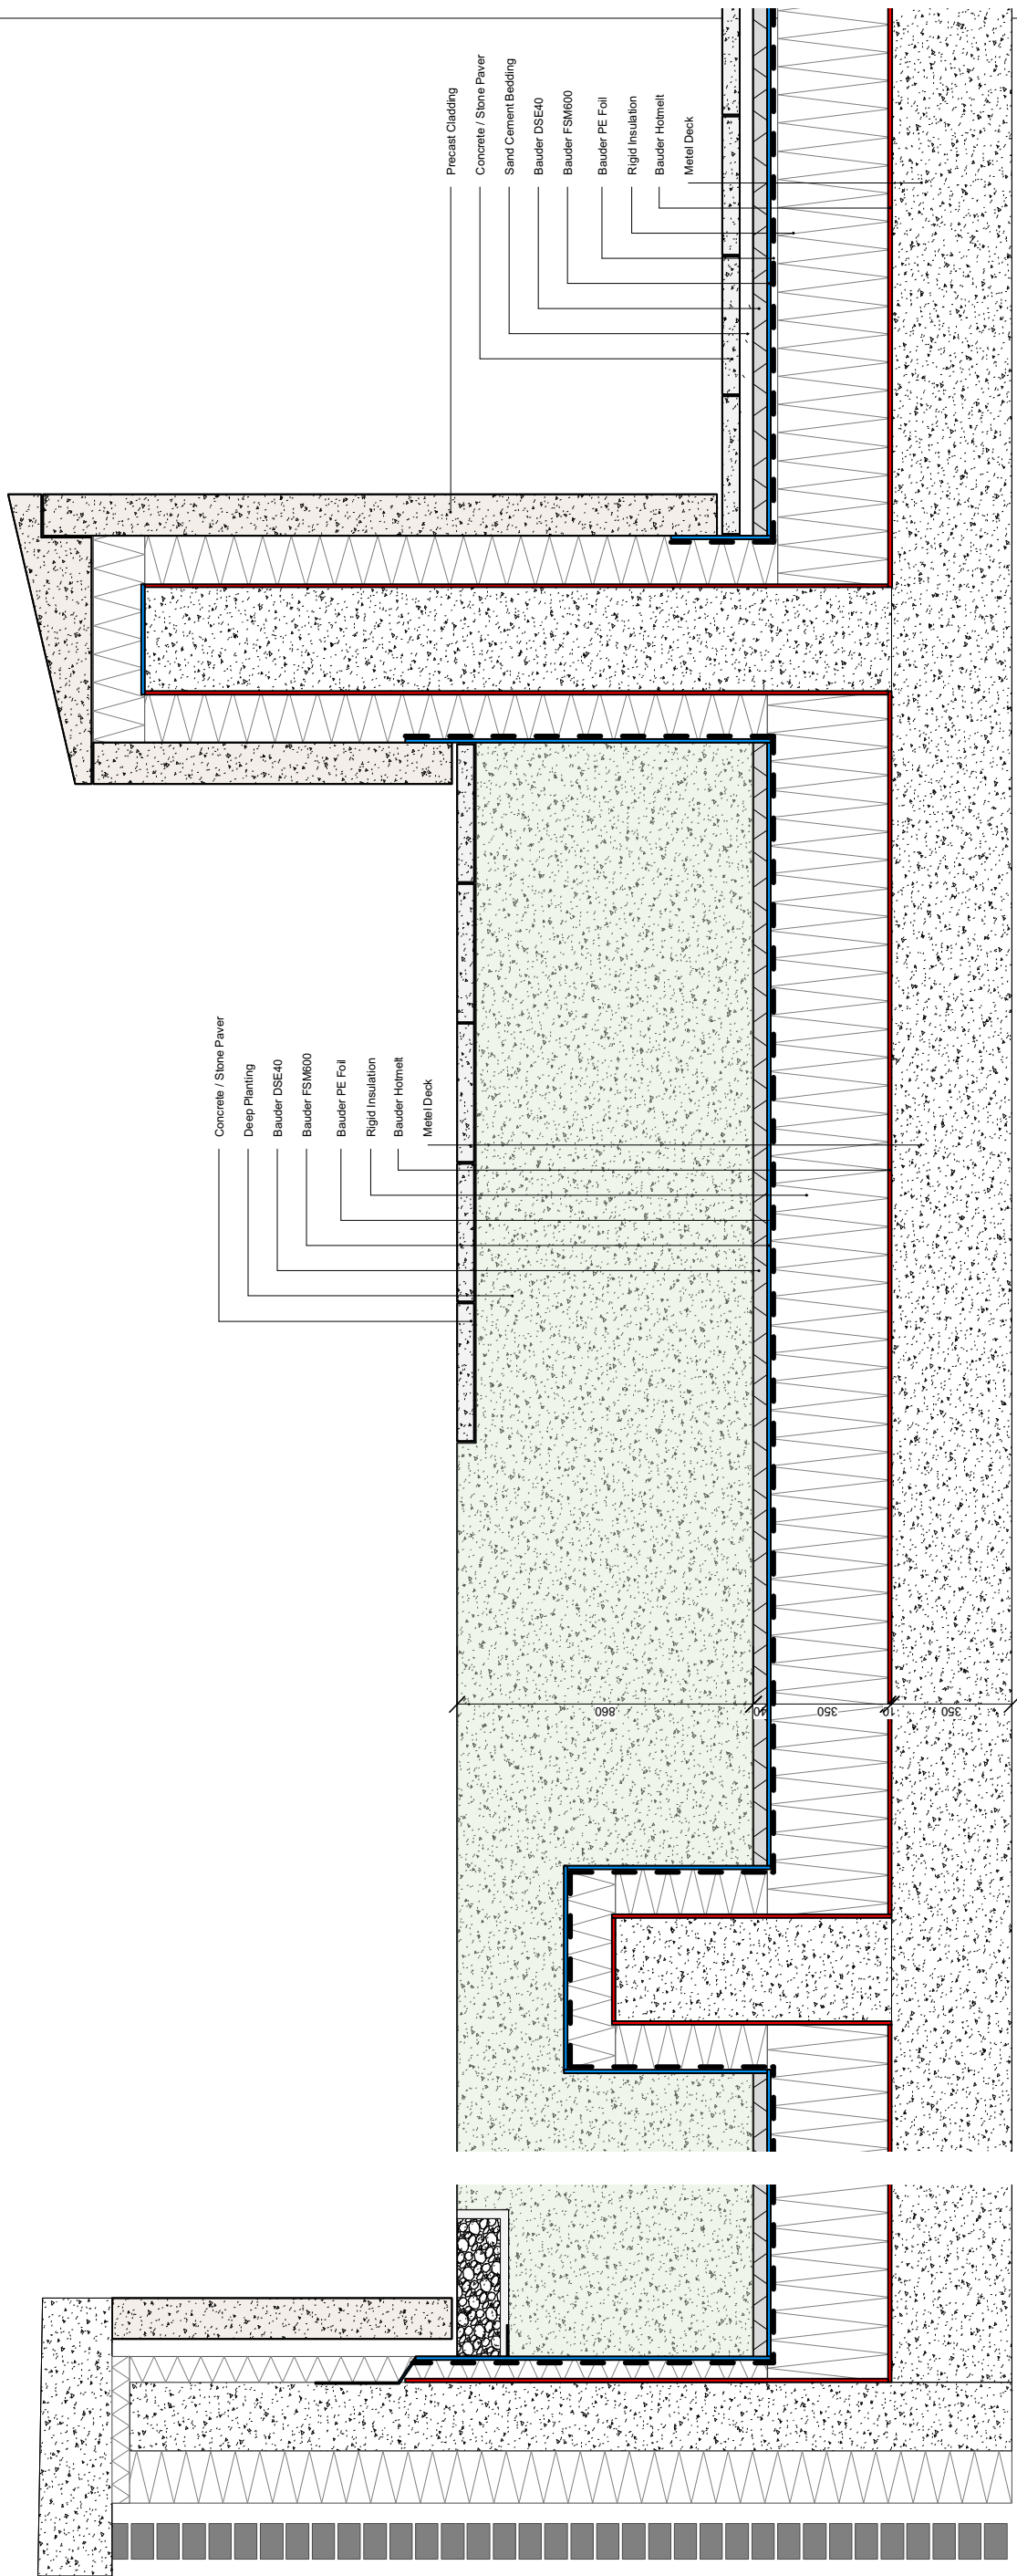 Concrete / Stone Paver
Deep Planting
Bauder DSE40
Bauder FSM600
Bauder PE Foil
Rigid Insulation
Bauder Hotmelt
Metel Deck
Precast Cladding
Concrete / Stone Paver
Sand Cement Bedding
Bauder DSE40
Bauder FSM600
Bauder PE Foil
Rigid Insulation
Bauder Hotmelt
Metel Deck
860
40
350
10
350